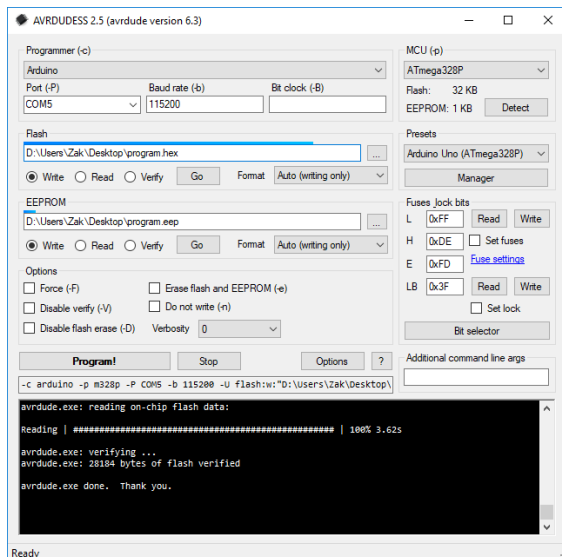 AVRDUDESS 2.5 (avrdude version 6.3)
Programmer (-c)
Arduino
Port (-P)
Baud rate (-b)
Bit clock (-B)
COM5
115200
MCU (-p)
ATmega328P
Flash: 32 KB
EEPROM: 1 KB
Detect
Flash
D:\Users\Zak\Desktop\program.hex
...
Write
Read
Verify
Go
Format
Auto (writing only)
Presets
Arduino Uno (ATmega328P)
Manager
EEPROM
D:\Users\Zak\Desktop\program.eep
...
Write
Read
Verify
Go
Format
Auto (writing only)
Fuses lock bits
L 0xFF Read Write
H 0xDE Set fuses
E 0xFD Fuse settings
LB 0x3F Read Write
Set lock
Bit selector
Options
Force (-F)
Erase flash and EEPROM (-e)
Disable verify (-V)
Do not write (-n)
Disable flash erase (-D)
Verbosity 0
Program!
Stop
Options
?
Additional command line args
-c arduino -p m328p -P COM5 -b 115200 -U flash:w:"D:\Users\Zak\Desktop\
avrdude.exe: reading on-chip flash data:
Reading | ################################################## | 100% 3.62s
avrdude.exe: verifying ...
avrdude.exe: 28184 bytes of flash verified
avrdude.exe done.  Thank you.
Ready